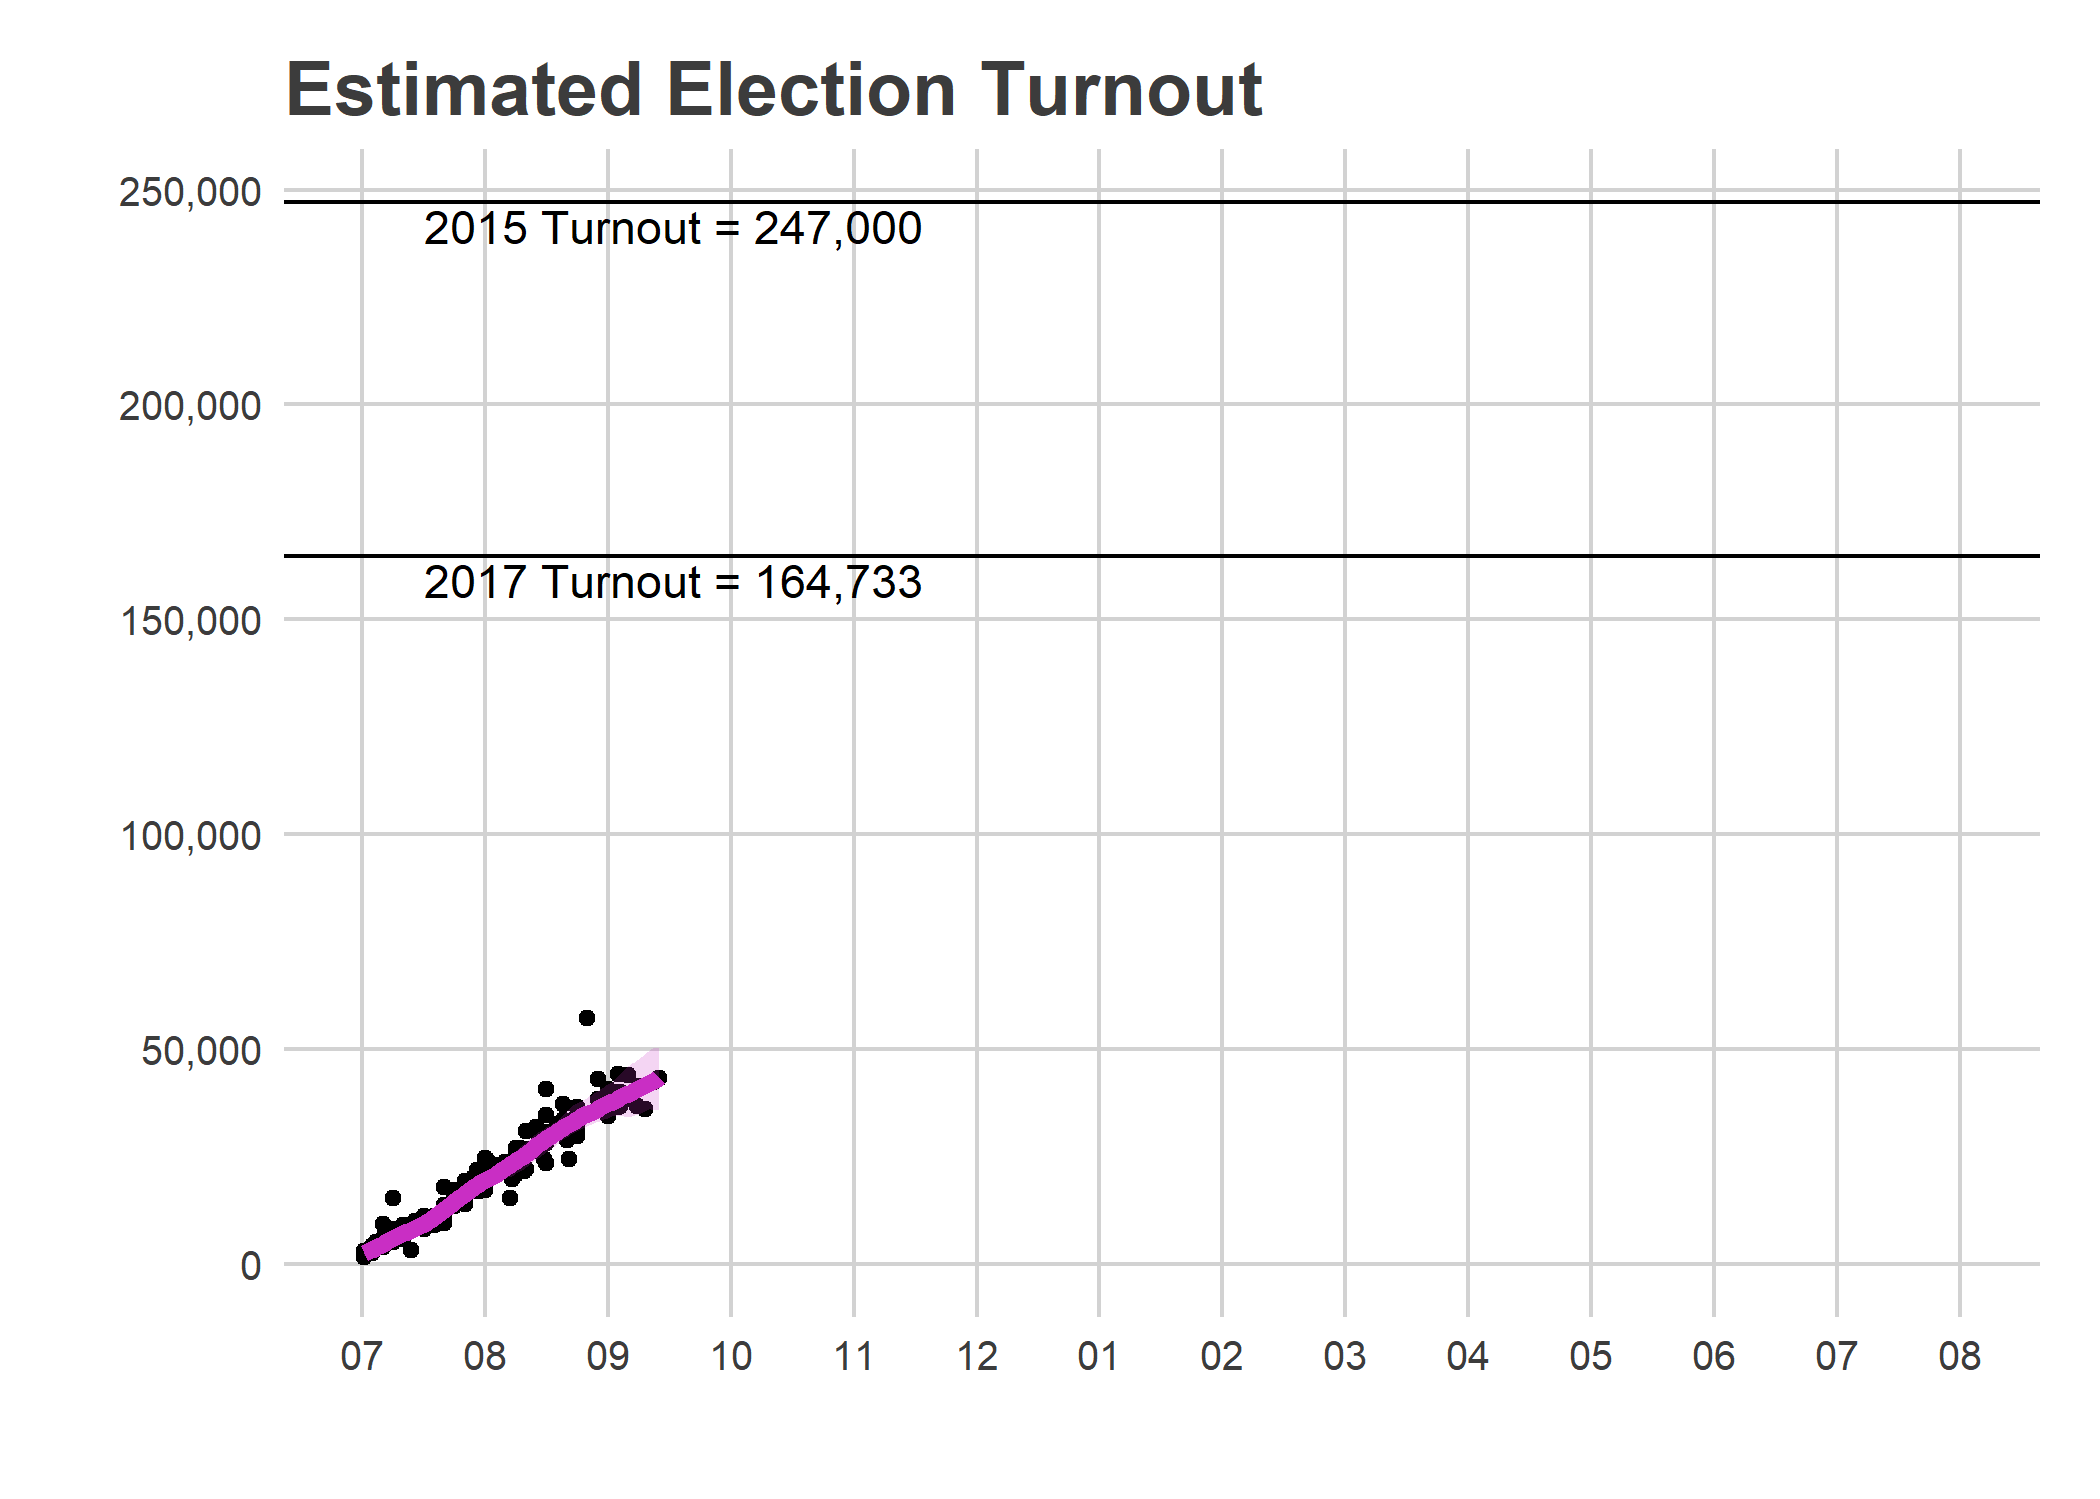 Estimated Election Turnout
250,000
2015 Turnout = 247,000
200,000
2017 Turnout = 164,733
150,000
100,000
50,000
0
07 08 09 10 11 12 01 02 03 04 05 06 07 08